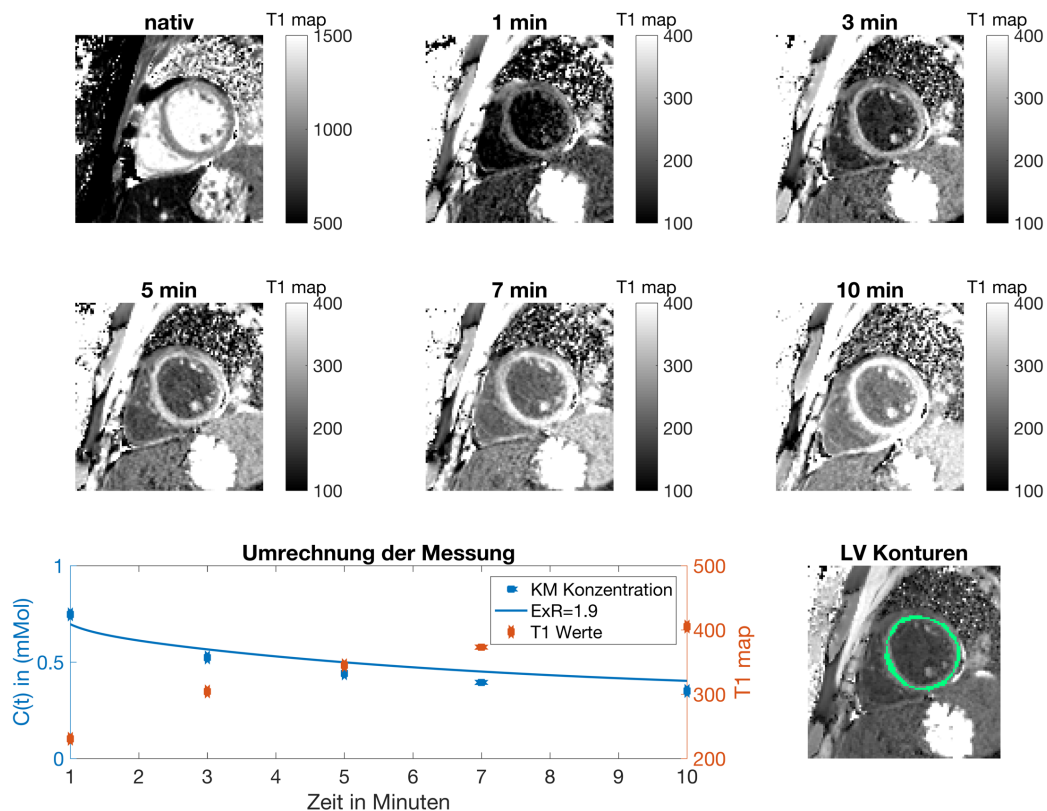 nativ
T1 map
1500
1000
500
1 min
T1 map
400
300
200
100
3 min
T1 map
400
300
200
100
5 min
T1 map
400
300
200
100
7 min
T1 map
400
300
200
100
10 min
T1 map
400
300
200
100
Umrechnung der Messung
C(t) in (mMol)
1
0.5
0
KM Konzentration
ExR=1.9
T1 Werte
500
400
300
200
T1 map
1 2 3 4 5 6 7 8 9 10
Zeit in Minuten
LV Konturen